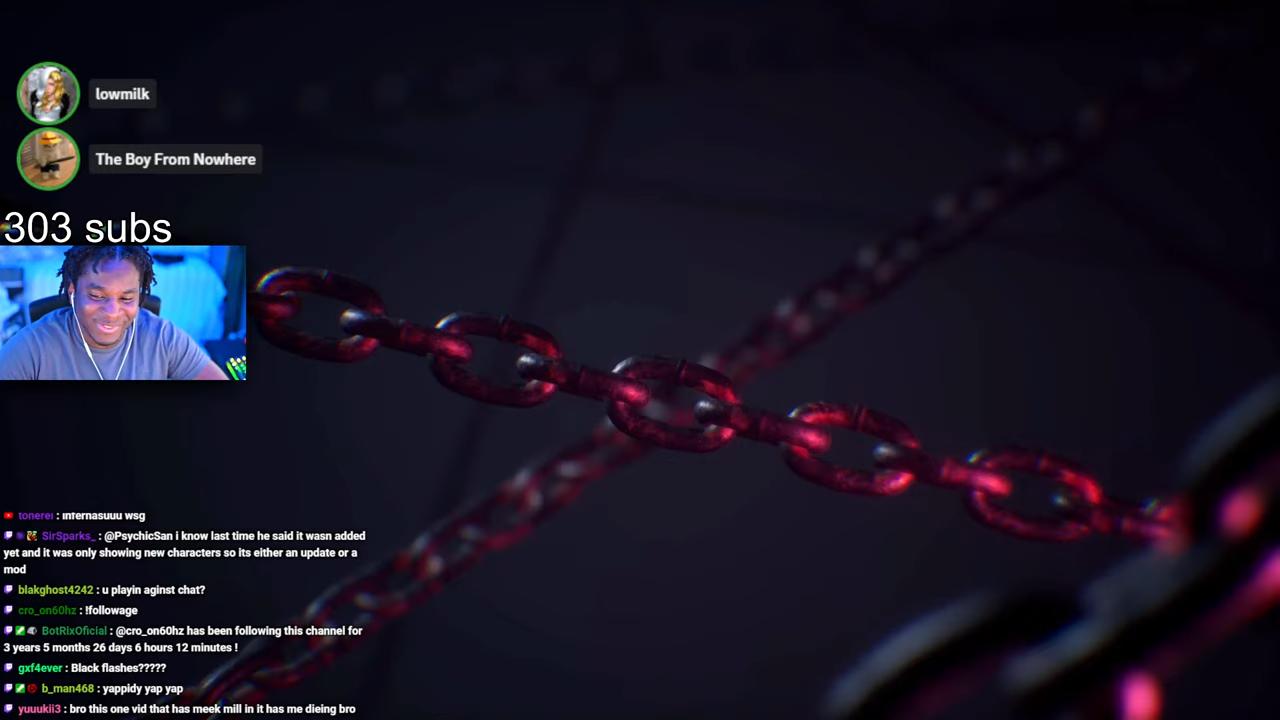 lowmilk
The Boy From Nowhere
303 subs
tonerei : infernasuuu wsg
SirSparks_ : @PsychicSan i know last time he said it wasn added
yet and it was only showing new characters so its either an update or a
mod
blakghost4242 : u playin aginst chat?
cro_on60hz : !followage
BotRixOficial : @cro_on60hz has been following this channel for
3 years 5 months 26 days 6 hours 12 minutes !
gxf4ever : Black flashes?????
b_man468 : yappidy yap yap
yuuukii3 : bro this one vid that has meek mill in it has me dieing bro